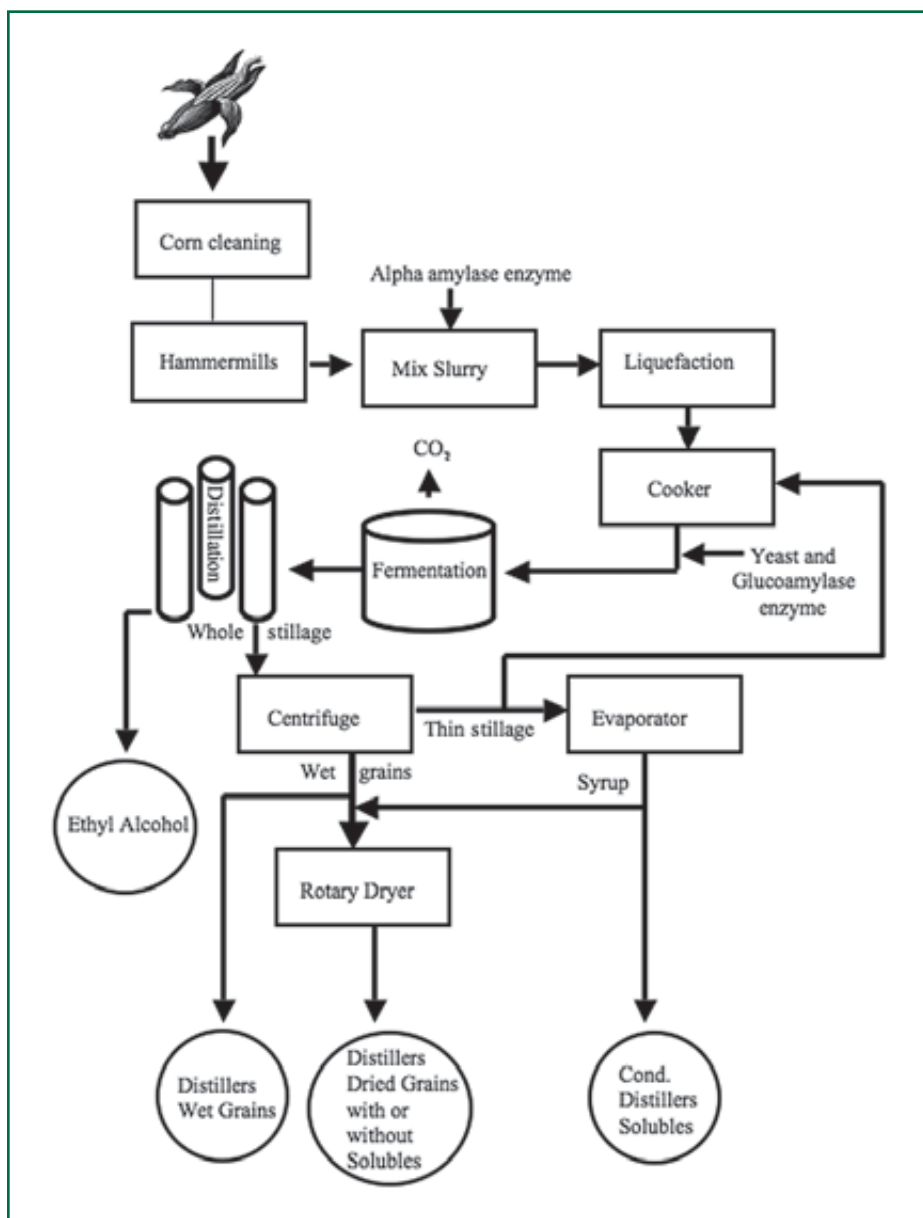 Corn cleaning
Alpha amylase enzyme
Hammermills
Mix Slurry
Liquefaction
CO₂
Cooker
Distillation
Fermentation
Yeast and
Glucoamylase
enzyme
Whole stillage
Centrifuge
Thin stillage
Evaporator
Wet grains
Syrup
Ethyl Alcohol
Rotary Dryer
Distillers
Wet Grains
Distillers
Dried Grains
with or
without
Solubles
Cond.
Distillers
Solubles